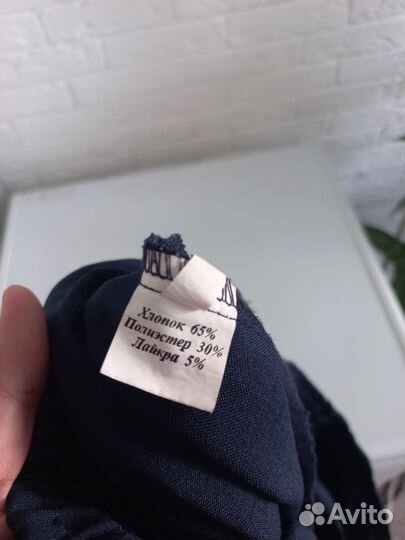 Хлопок 65%
Полиэстер 30%
Лайкра 5%
Avito